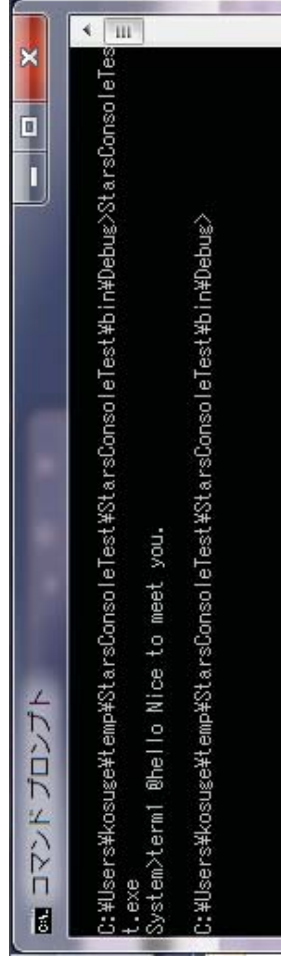 コマンド プロンプト
C:¥Users¥kosuge¥temp¥StarsConsoleTest¥StarsConsoleTest¥bin¥Debug>StarsConsoleTes
t.exe
System>term1 @hello Nice to meet you.
C:¥Users¥kosuge¥temp¥StarsConsoleTest¥StarsConsoleTest¥bin¥Debug>